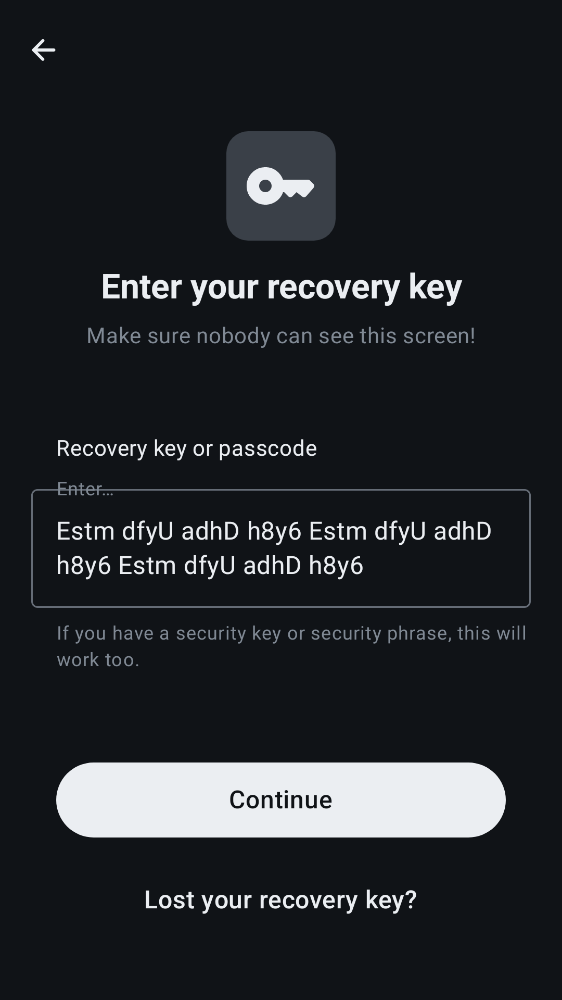 Enter your recovery key
Make sure nobody can see this screen!
Recovery key or passcode
Enter…
Estm dfyU adhD h8y6 Estm dfyU adhD
h8y6 Estm dfyU adhD h8y6
If you have a security key or security phrase, this will
work too.
Continue
Lost your recovery key?